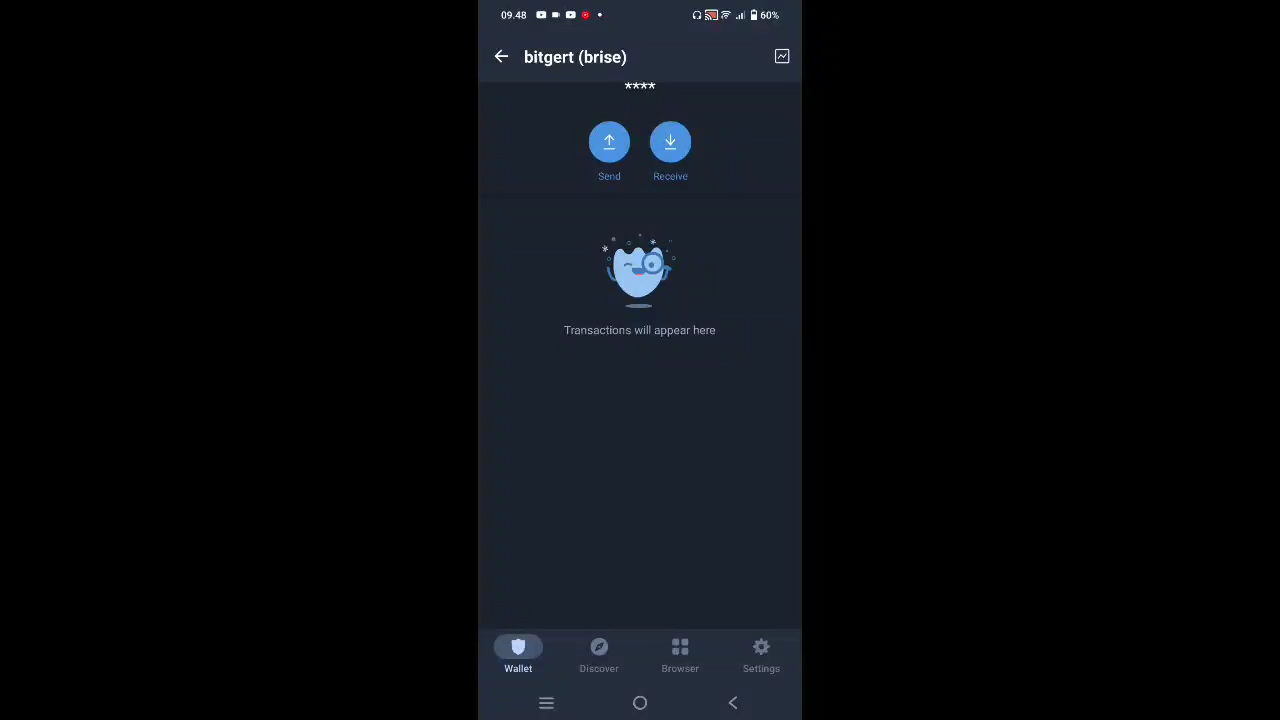 09.48 60%
bitgert (brise)
****
Send Receive
Transactions will appear here
Wallet Discover Browser Settings